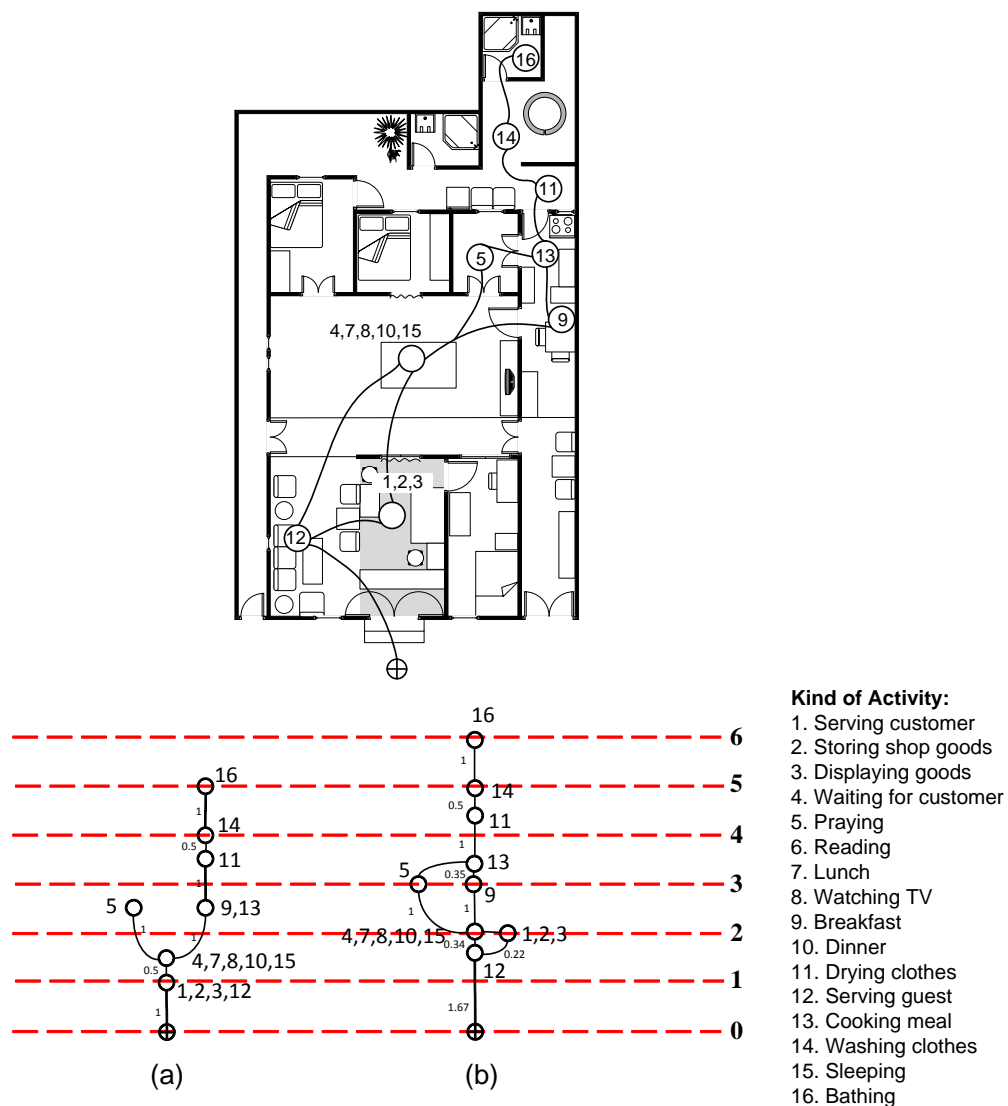 16
14
11
13
5
9
4,7,8,10,15
1,2,3
12
Kind of Activity:
1. Serving customer
2. Storing shop goods
3. Displaying goods
4. Waiting for customer
5. Praying
6. Reading
7. Lunch
8. Watching TV
9. Breakfast
10. Dinner
11. Drying clothes
12. Serving guest
13. Cooking meal
14. Washing clothes
15. Sleeping
16. Bathing
16
1
14
0.5
11
1
5
9,13
1
1
4,7,8,10,15
0.5
1,2,3,12
1
(a)
16
1
14
0.5
11
1
13
5
0.35
9
1
1
4,7,8,10,15
1,2,3
0.34
0.22
12
1.67
(b)
6
5
4
3
2
1
0